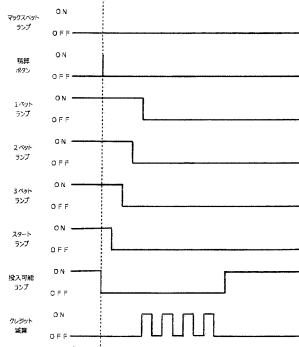 マックスベット
ランプ
ON
OFF
精算
ボタン
ON
OFF
1ベット
ランプ
ON
OFF
2ベット
ランプ
ON
OFF
3ベット
ランプ
ON
OFF
スタート
ランプ
ON
OFF
投入可能
ランプ
ON
OFF
クレジット
減算
ON
OFF